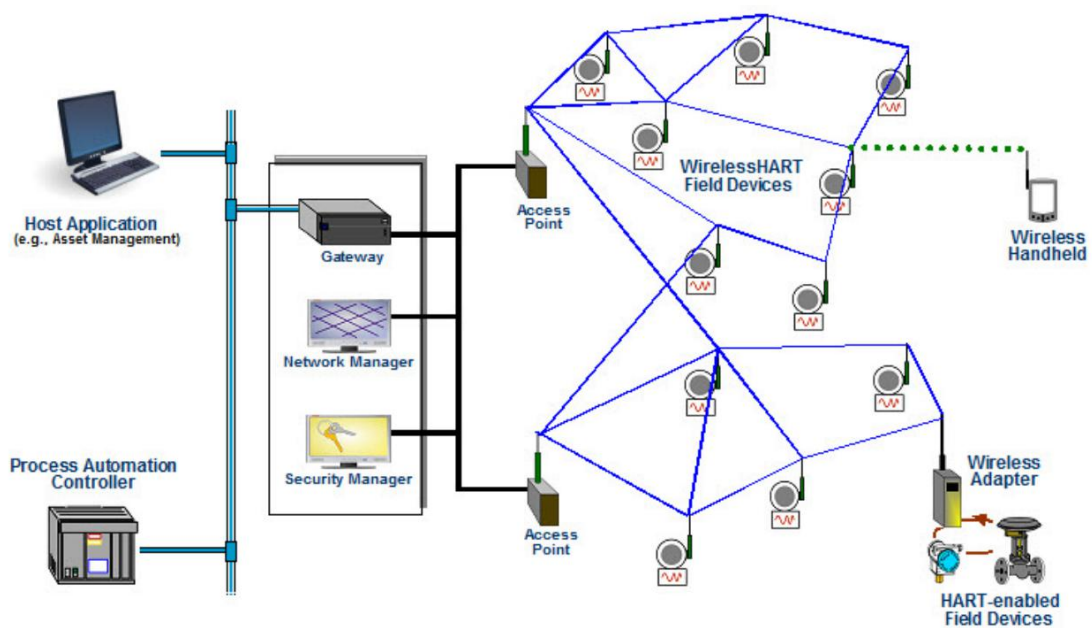 Host Application
(e.g., Asset Management)
Gateway
Network Manager
Security Manager
Process Automation
Controller
Access
Point
WirelessHART
Field Devices
Wireless
Handheld
Access
Point
Wireless
Adapter
HART-enabled
Field Devices